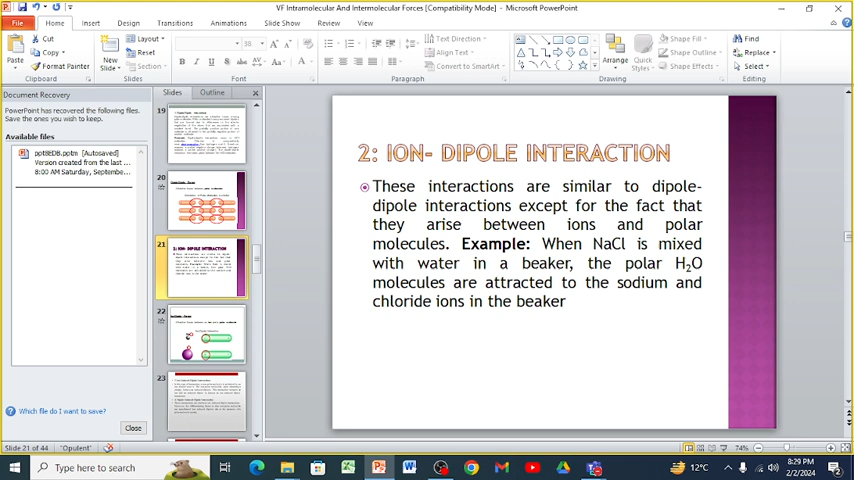 VF Intramolecular And Intermolecular Forces [Compatibility Mode] - Microsoft PowerPoint
File Home Insert Design Transitions Animations Slide Show Review View
Cut
Copy
Format Painter
Paste
Clipboard
New Slide
Layout
Reset
Section
Slides
38
Font
Text Direction
Align Text
Convert to SmartArt
Paragraph
Arrange
Quick Styles
Shape Fill
Shape Outline
Shape Effects
Drawing
Find
Replace
Select
Editing
Document Recovery
PowerPoint has recovered the following files.
Save the ones you wish to keep.
Available files
ppt8EDB.pptm [Autosaved]
Version created from the last ...
8:00 AM Saturday, Septembe...
Which file do I want to save?
Close
Slides Outline
19
20
21
2: ION- DIPOLE INTERACTION
22
23
2: ION- DIPOLE INTERACTION
These interactions are similar to dipole-
dipole interactions except for the fact that
they arise between ions and polar
molecules. Example: When NaCl is mixed
with water in a beaker, the polar H₂O
molecules are attracted to the sodium and
chloride ions in the beaker
Slide 21 of 44 "Opulent" 74%
Type here to search
12°C
8:29 PM
2/2/2024